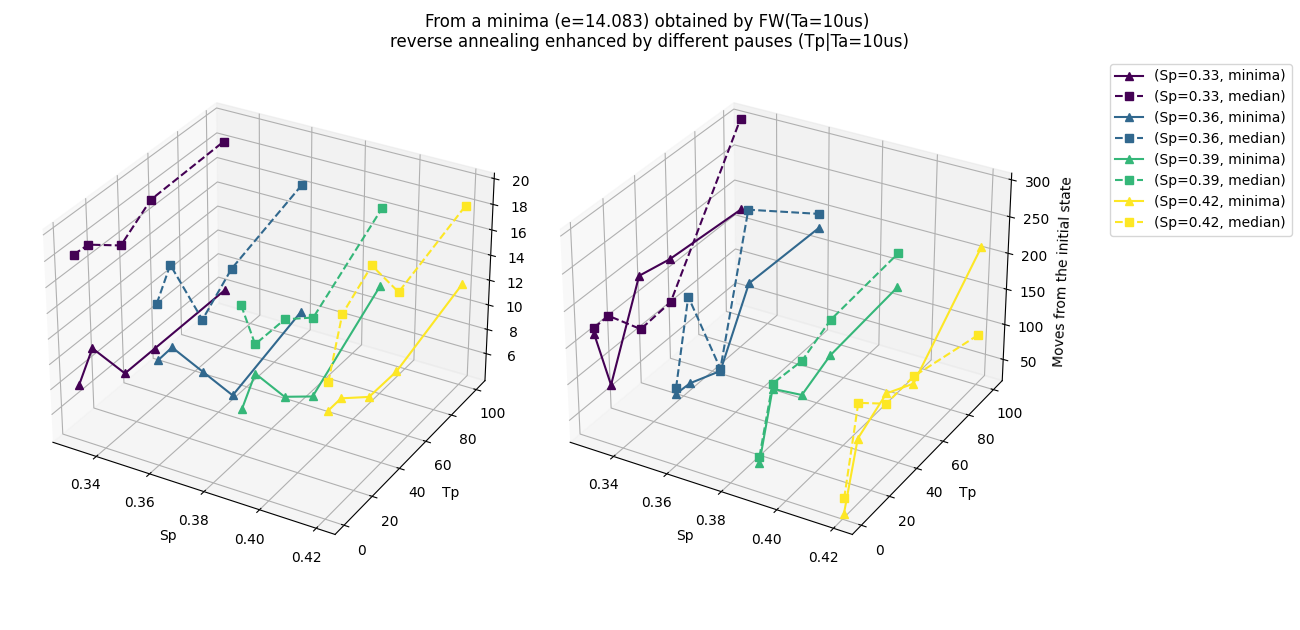 From a minima (e=14.083) obtained by FW(Ta=10us)
reverse annealing enhanced by different pauses (Tp|Ta=10us)
(Sp=0.33, minima)
(Sp=0.33, median)
(Sp=0.36, minima)
(Sp=0.36, median)
(Sp=0.39, minima)
(Sp=0.39, median)
(Sp=0.42, minima)
(Sp=0.42, median)
20
18
16
14
12
10
8
6
100
80
60
40
20
0
Tp
0.34
0.36
0.38
0.40
0.42
Sp
300
250
200
150
100
50
Moves from the initial state
100
80
60
40
20
0
Tp
0.34
0.36
0.38
0.40
0.42
Sp